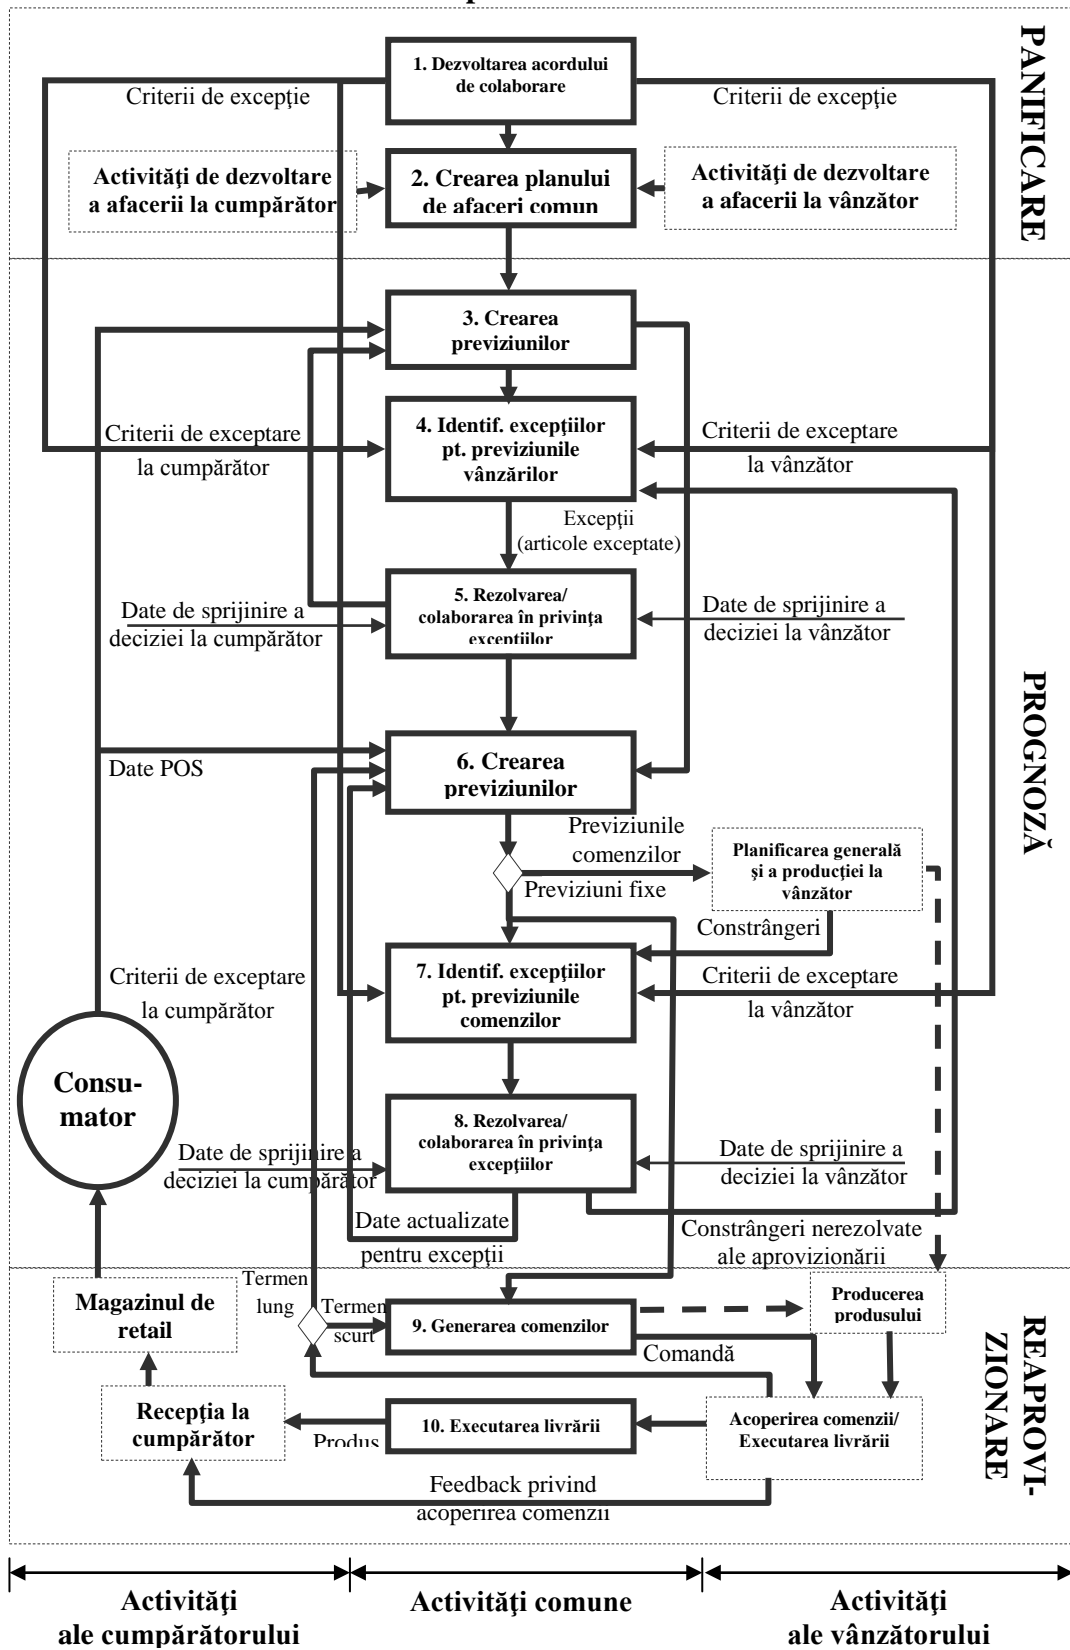 PANIFICARE
1. Dezvoltarea acordului
de colaborare
Criterii de excepţie
Criterii de excepţie
Activităţi de dezvoltare
a afacerii la cumpărător
2. Crearea planului
de afaceri comun
Activităţi de dezvoltare
a afacerii la vânzător
PROGNOZĂ
3. Crearea
previziunilor
Criterii de exceptare
la cumpărător
4. Identif. excepţiilor
pt. previziunile
vânzărilor
Criterii de exceptare
la vânzător
Excepţii
(articole exceptate)
Date de sprijinire a
deciziei la cumpărător
5. Rezolvarea/
colaborarea în privinţa
excepţiilor
Date de sprijinire a
deciziei la vânzător
Date POS
6. Crearea
previziunilor
Previziunile
comenzilor
Previziuni fixe
Planificarea generală
şi a producţiei la
vânzător
Constrângeri
Criterii de exceptare
la cumpărător
7. Identif. excepţiilor
pt. previziunile
comenzilor
Criterii de exceptare
la vânzător
Consu-
mator
Date de sprijinire a
deciziei la cumpărător
8. Rezolvarea/
colaborarea în privinţa
excepţiilor
Date de sprijinire a
deciziei la vânzător
Date actualizate
pentru excepţii
Constrângeri nerezolvate
ale aprovizionării
REAPROVI-
ZIONARE
Magazinul de
retail
Termen
lung
Termen
scurt
9. Generarea comenzilor
Producerea
produsului
Comandă
Recepţia la
cumpărător
Produs
10. Executarea livrării
Acoperirea comenzii/
Executarea livrării
Feedback privind
acoperirea comenzii
Activităţi
ale cumpărătorului
Activităţi comune
Activităţi
ale vânzătorului